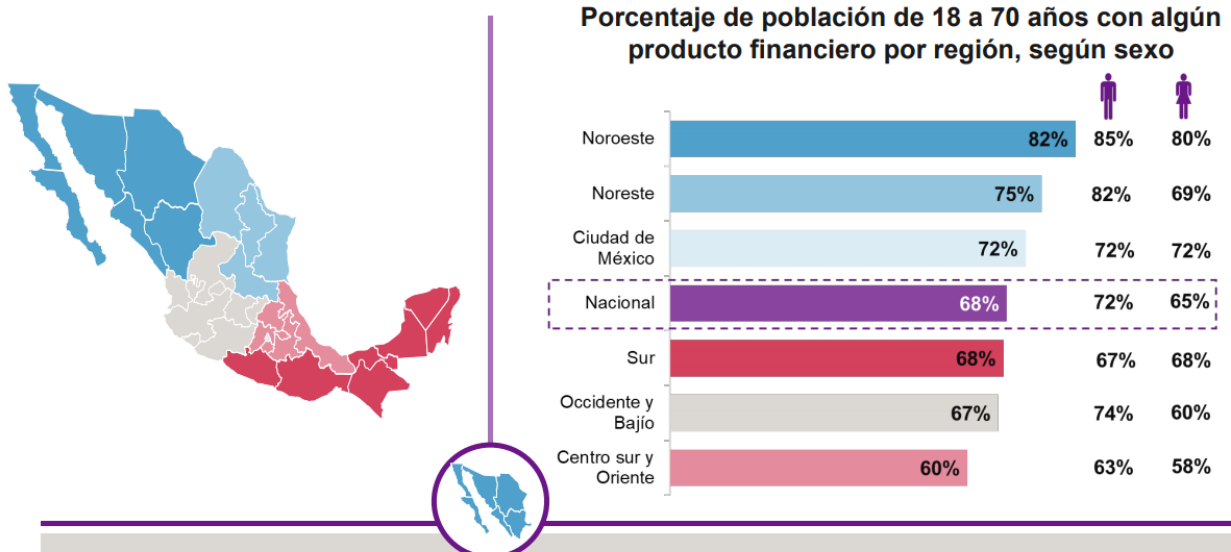 Porcentaje de población de 18 a 70 años con algún
producto financiero por región, según sexo
Noroeste 82% 85% 80%
Noreste 75% 82% 69%
Ciudad de
México 72% 72% 72%
Nacional 68% 72% 65%
Sur 68% 67% 68%
Occidente y
Bajío 67% 74% 60%
Centro sur y
Oriente 60% 63% 58%